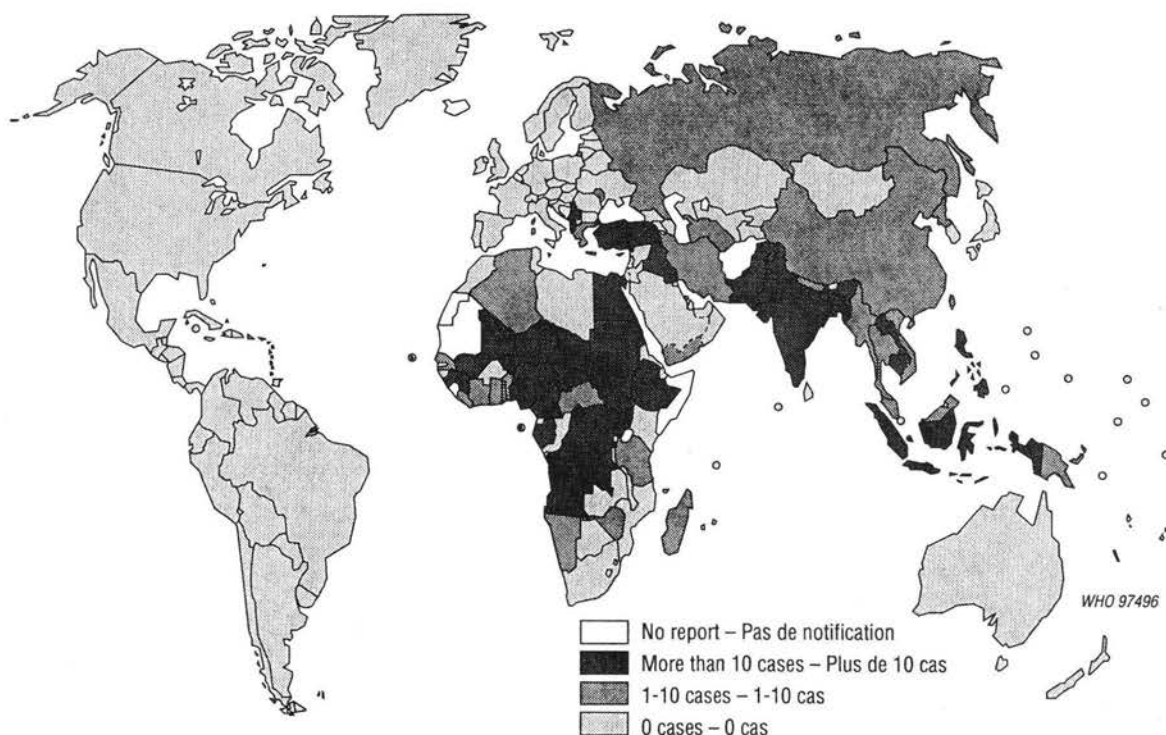 WHO 97496
No report – Pas de notification
More than 10 cases – Plus de 10 cas
1-10 cases – 1-10 cas
0 cases – 0 cas